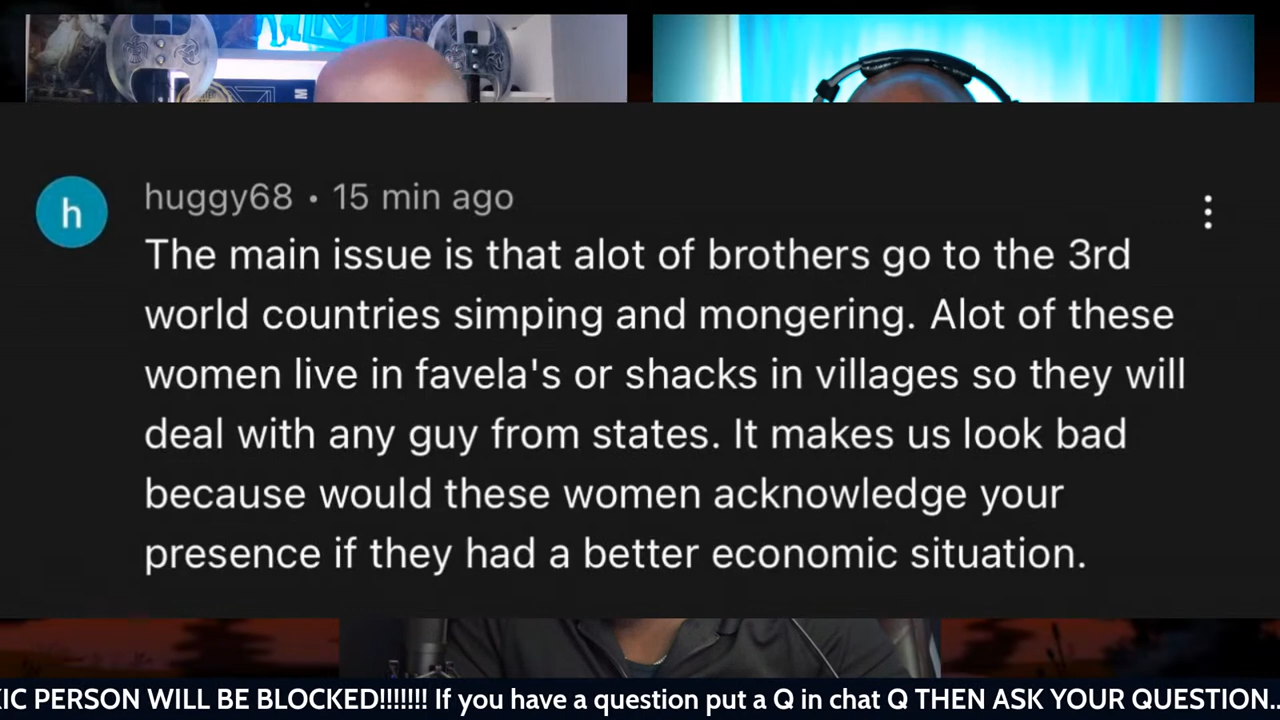 M
h
huggy68 • 15 min ago
The main issue is that alot of brothers go to the 3rd
world countries simping and mongering. Alot of these
women live in favela's or shacks in villages so they will
deal with any guy from states. It makes us look bad
because would these women acknowledge your
presence if they had a better economic situation.
IC PERSON WILL BE BLOCKED!!!!!!! If you have a question put a Q in chat Q THEN ASK YOUR QUESTION..